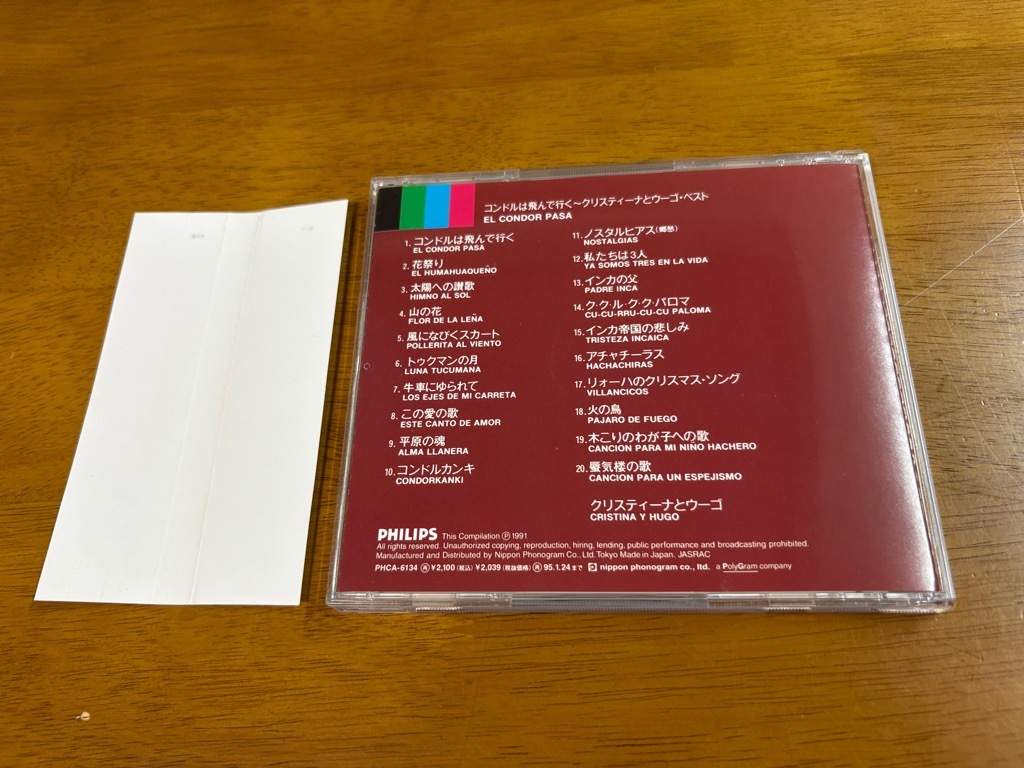 コンドルは飛んで行く〜クリスティーナとウーゴ・ベスト
EL CONDOR PASA
1. コンドルは飛んで行く
EL CONDOR PASA
2. 花祭り
EL HUMAHUAQUEÑO
3. 太陽への讃歌
HIMNO AL SOL
4. 山の花
FLOR DE LA LEÑA
5. 風になびくスカート
POLLERITA AL VIENTO
6. トゥクマンの月
LUNA TUCUMANA
7. 牛車にゆられて
LOS EJES DE MI CARRETA
8. この愛の歌
ESTE CANTO DE AMOR
9. 平原の魂
ALMA LLANERA
10. コンドルカンキ
CONDORKANKI
11. ノスタルヒアス(郷愁)
NOSTALGIAS
12. 私たちは3人
YA SOMOS TRES EN LA VIDA
13. インカの父
PADRE INCA
14. ク・ク・ル・ク・ク・パロマ
CU-CU-RRU-CU-CU PALOMA
15. インカ帝国の悲しみ
TRISTEZA INCAICA
16. アチャチーラス
HACHACHIRAS
17. リォーハのクリスマス・ソング
VILLANCICOS
18. 火の鳥
PAJARO DE FUEGO
19. 木こりのわが子への歌
CANCION PARA MI NINO HACHERO
20. 蜃気楼の歌
CANCION PARA UN ESPEJISMO
クリスティーナとウーゴ
CRISTINA Y HUGO
PHILIPS This Compilation Ⓟ 1991
All rights reserved. Unauthorized copying, reproduction, hiring, lending, public performance and broadcasting prohibited.
Manufactured and Distributed by Nippon Phonogram Co., Ltd. Tokyo Made in Japan. JASRAC
PHCA-6134 ㊢ ¥2,100(税込) ¥2,039(税抜価格) ㊢ 95.1.24まで nippon phonogram co., ltd. a PolyGram company